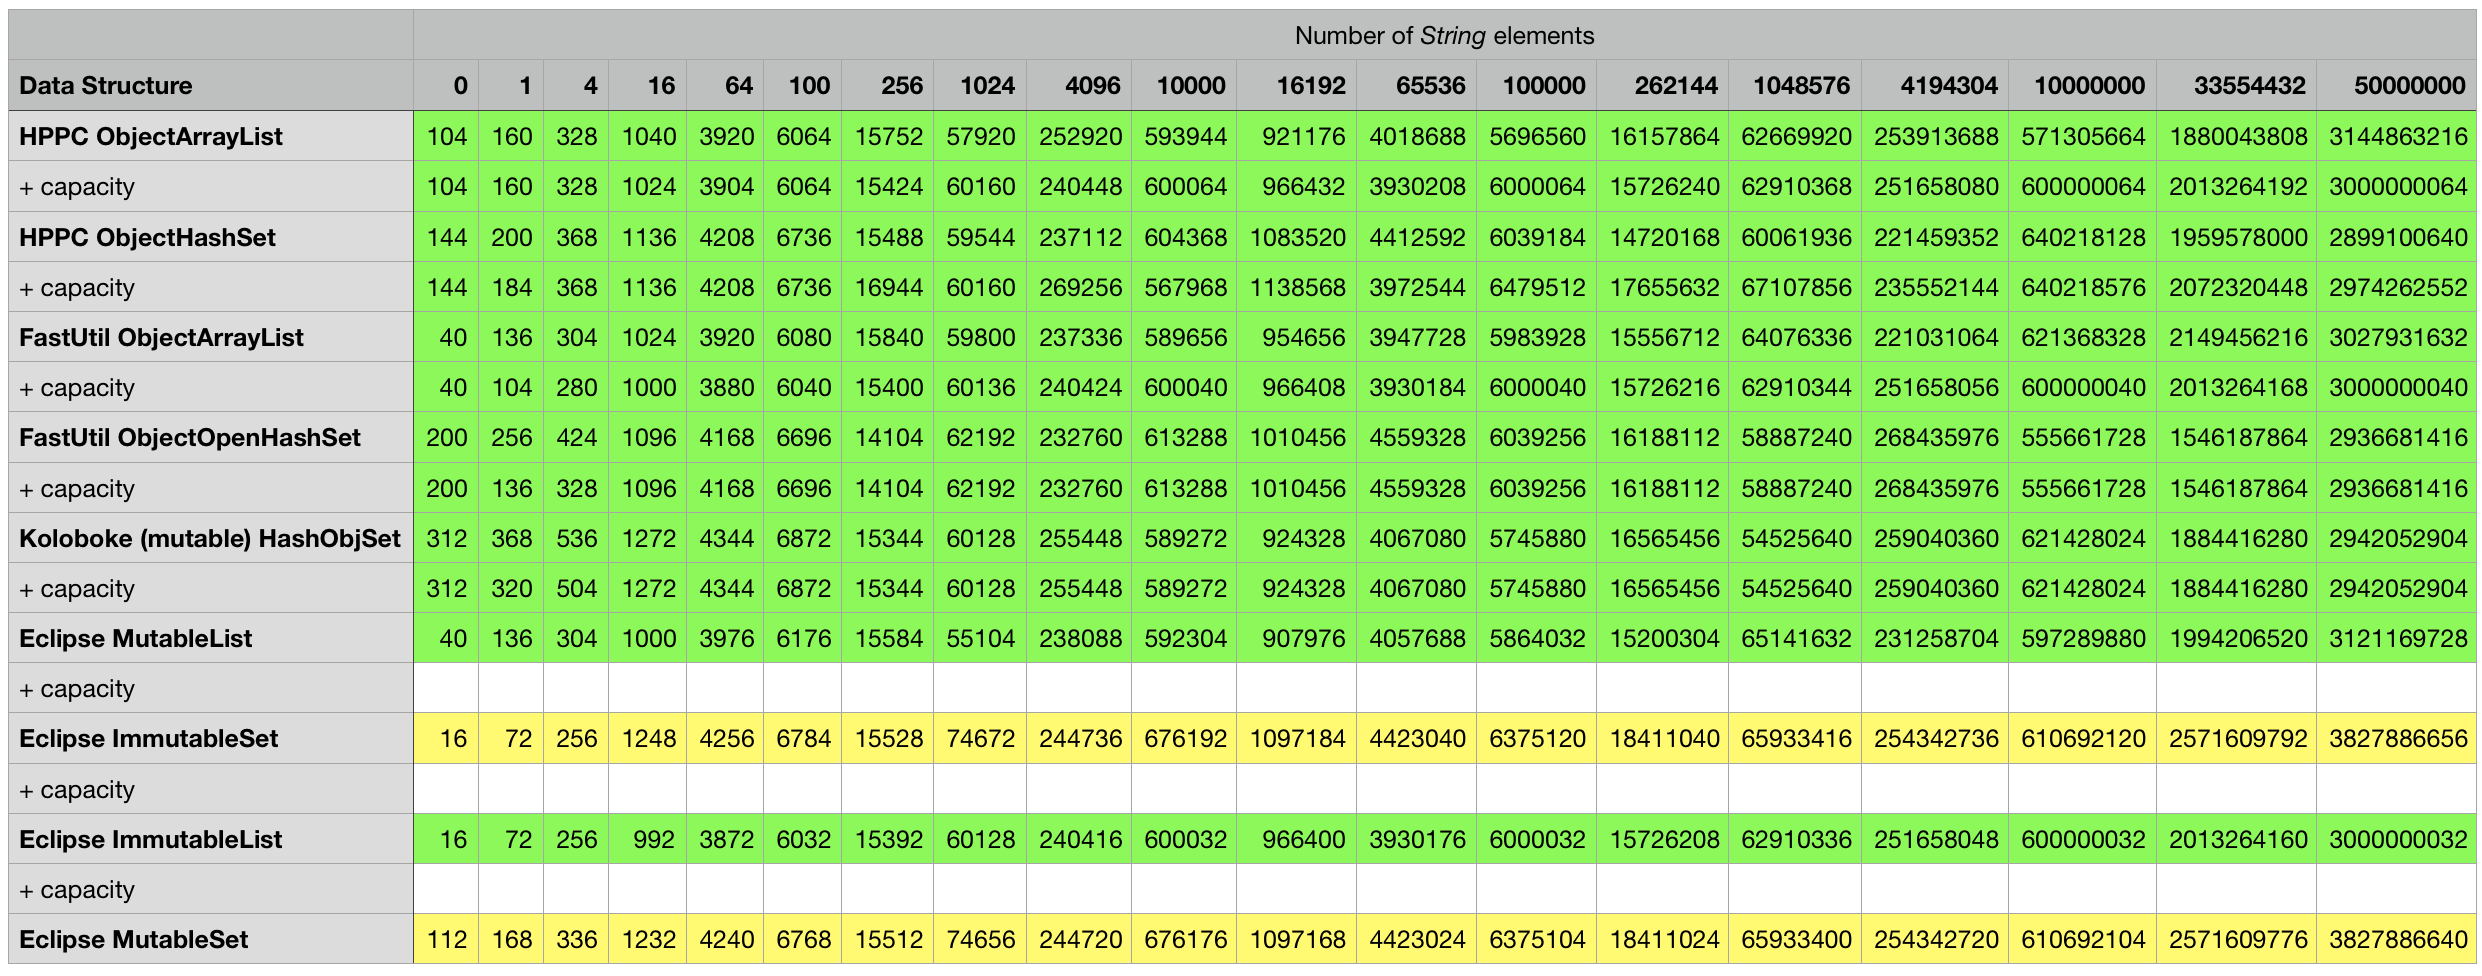 Number of String elements
Data Structure 0 1 4 16 64 100 256 1024 4096 10000 16192 65536 100000 262144 1048576 4194304 10000000 33554432 50000000
HPPC ObjectArrayList 104 160 328 1040 3920 6064 15752 57920 252920 593944 921176 4018688 5696560 16157864 62669920 253913688 571305664 1880043808 3144863216
+ capacity 104 160 328 1024 3904 6064 15424 60160 240448 600064 966432 3930208 6000064 15726240 62910368 251658080 600000064 2013264192 3000000064
HPPC ObjectHashSet 144 200 368 1136 4208 6736 15488 59544 237112 604368 1083520 4412592 6039184 14720168 60061936 221459352 640218128 1959578000 2899100640
+ capacity 144 184 368 1136 4208 6736 16944 60160 269256 567968 1138568 3972544 6479512 17655632 67107856 235552144 640218576 2072320448 2974262552
FastUtil ObjectArrayList 40 136 304 1024 3920 6080 15840 59800 237336 589656 954656 3947728 5983928 15556712 64076336 221031064 621368328 2149456216 3027931632
+ capacity 40 104 280 1000 3880 6040 15400 60136 240424 600040 966408 3930184 6000040 15726216 62910344 251658056 600000040 2013264168 3000000040
FastUtil ObjectOpenHashSet 200 256 424 1096 4168 6696 14104 62192 232760 613288 1010456 4559328 6039256 16188112 58887240 268435976 555661728 1546187864 2936681416
+ capacity 200 136 328 1096 4168 6696 14104 62192 232760 613288 1010456 4559328 6039256 16188112 58887240 268435976 555661728 1546187864 2936681416
Koloboke (mutable) HashObjSet 312 368 536 1272 4344 6872 15344 60128 255448 589272 924328 4067080 5745880 16565456 54525640 259040360 621428024 1884416280 2942052904
+ capacity 312 320 504 1272 4344 6872 15344 60128 255448 589272 924328 4067080 5745880 16565456 54525640 259040360 621428024 1884416280 2942052904
Eclipse MutableList 40 136 304 1000 3976 6176 15584 55104 238088 592304 907976 4057688 5864032 15200304 65141632 231258704 597289880 1994206520 3121169728
+ capacity
Eclipse ImmutableSet 16 72 256 1248 4256 6784 15528 74672 244736 676192 1097184 4423040 6375120 18411040 65933416 254342736 610692120 2571609792 3827886656
+ capacity
Eclipse ImmutableList 16 72 256 992 3872 6032 15392 60128 240416 600032 966400 3930176 6000032 15726208 62910336 251658048 600000032 2013264160 3000000032
+ capacity
Eclipse MutableSet 112 168 336 1232 4240 6768 15512 74656 244720 676176 1097168 4423024 6375104 18411024 65933400 254342720 610692104 2571609776 3827886640